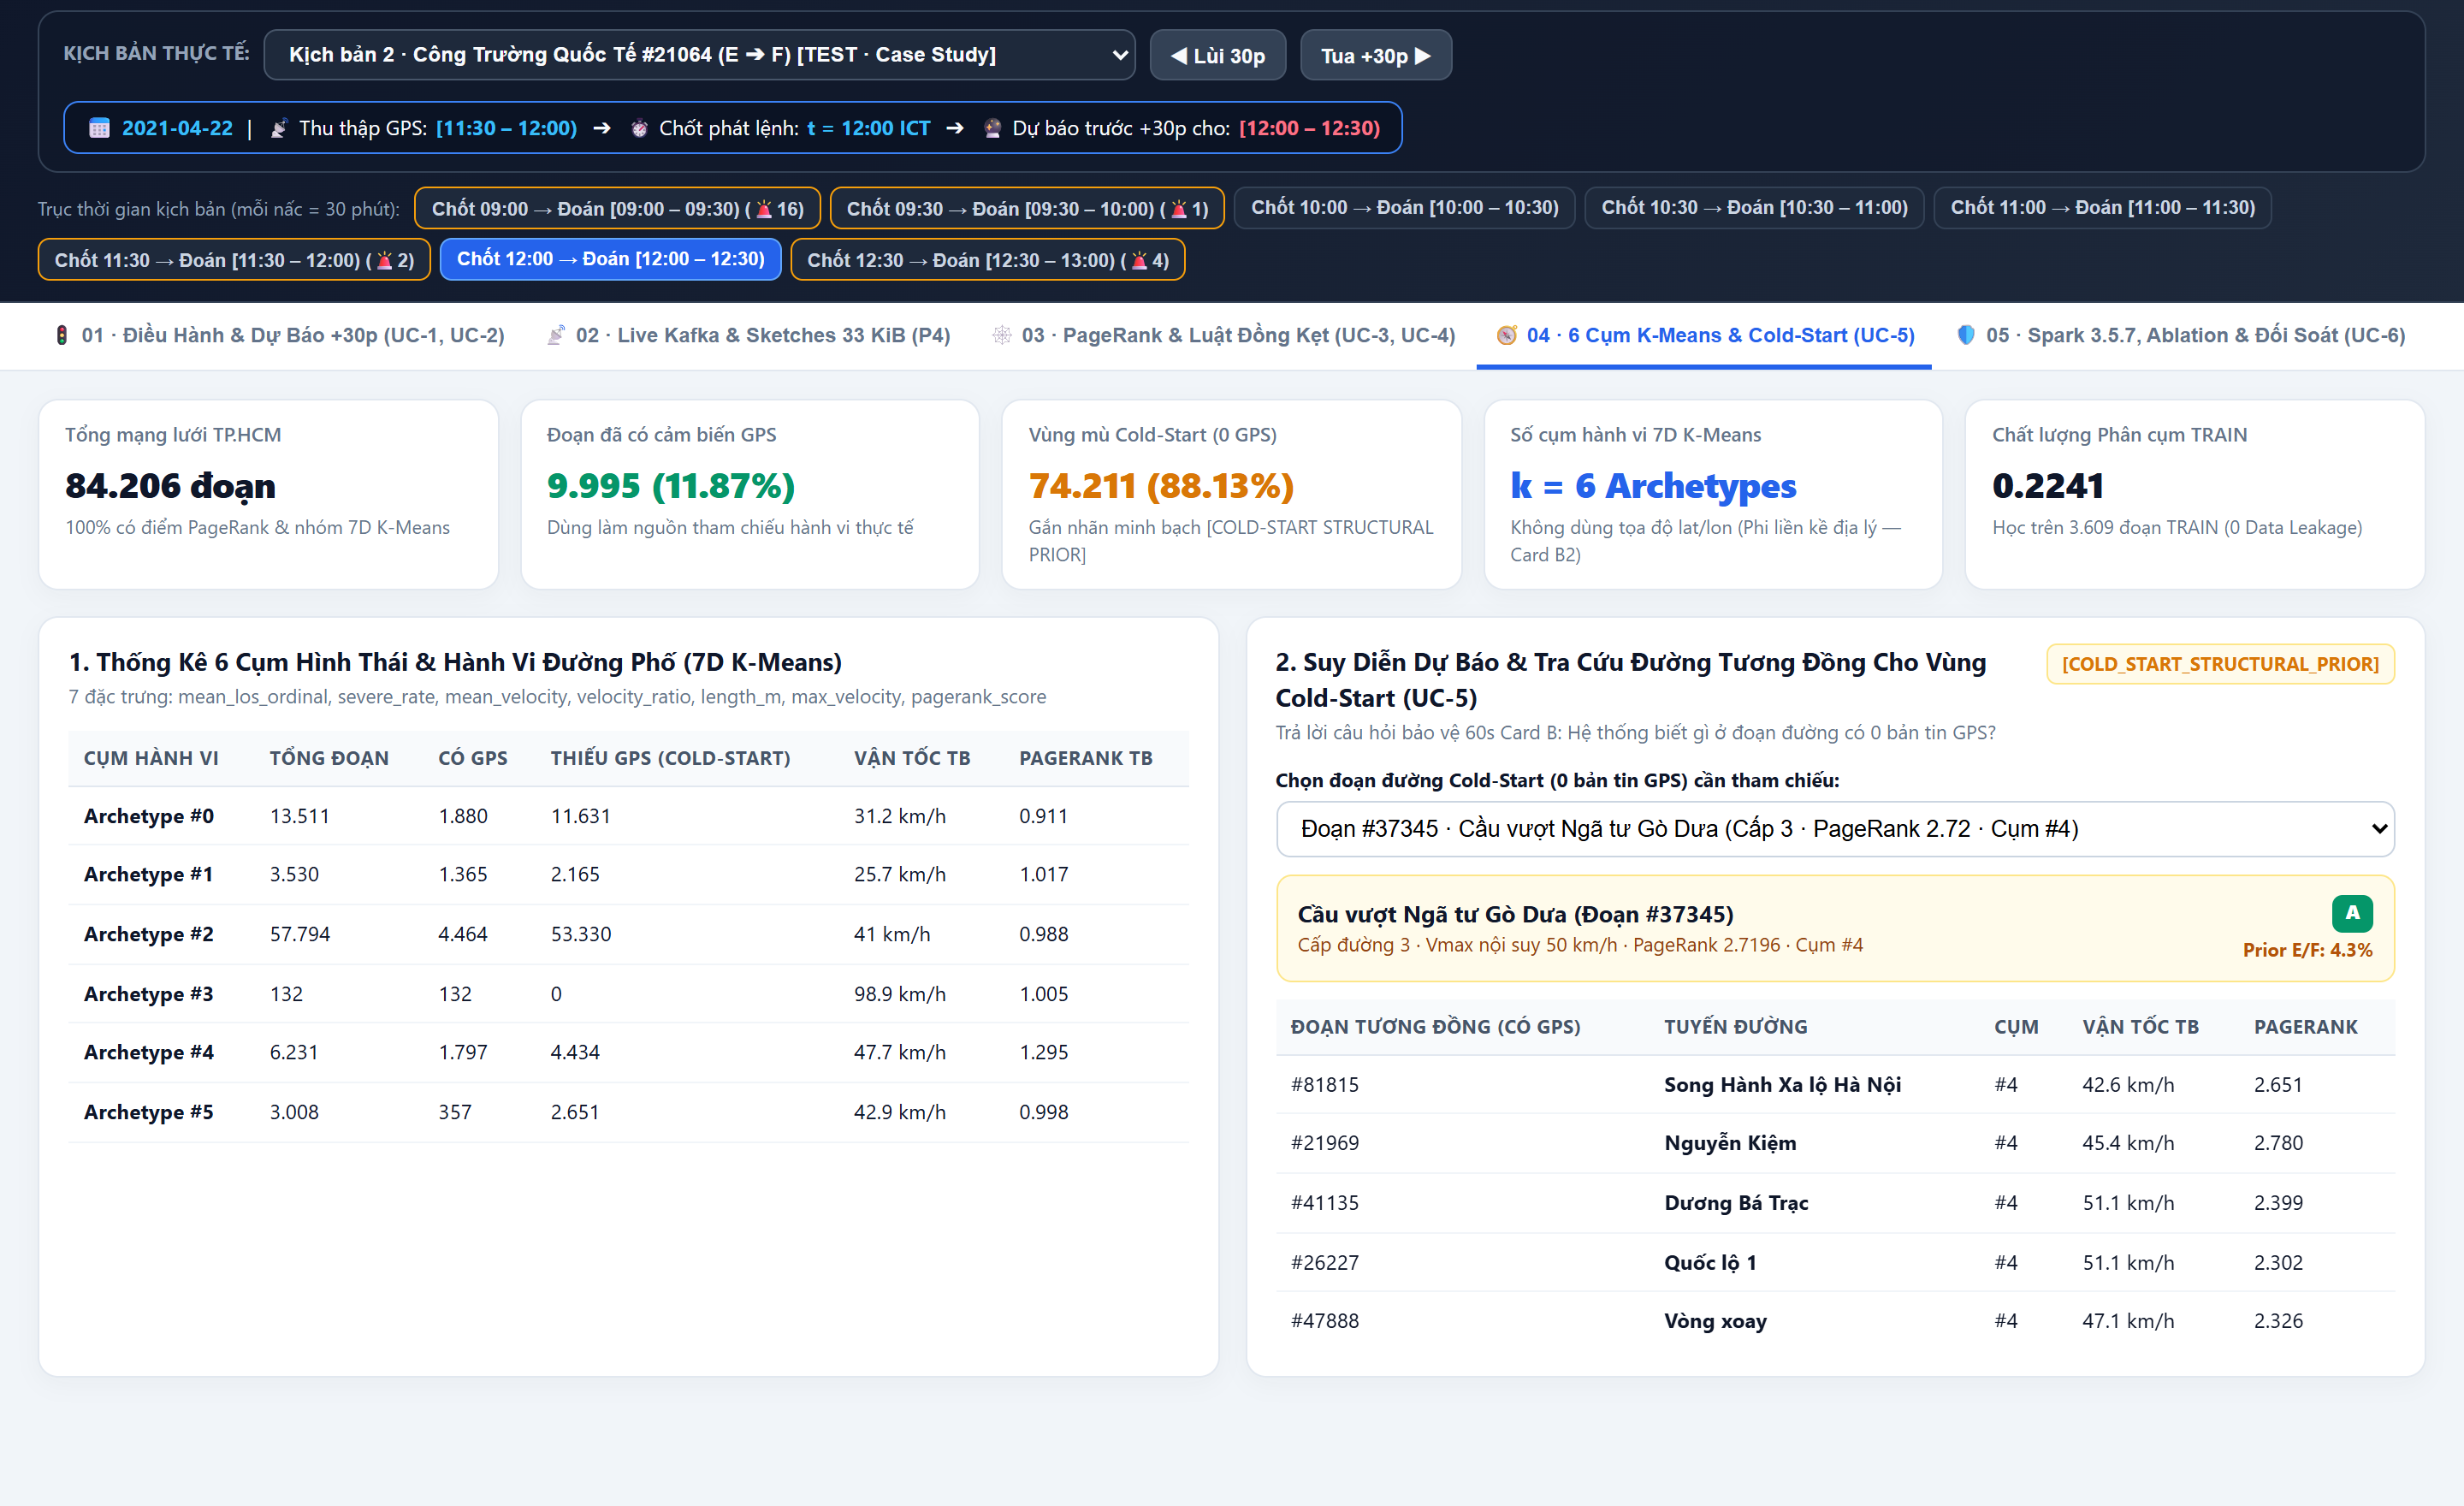 KỊCH BẢN THỰC TẾ: Kịch bản 2 · Công Trường Quốc Tế #21064 (E ➔ F) [TEST · Case Study] ◀ Lùi 30p Tua +30p ▶
2021-04-22 | Thu thập GPS: [11:30 – 12:00) ➔ Chốt phát lệnh: t = 12:00 ICT ➔ Dự báo trước +30p cho: [12:00 – 12:30)
Trục thời gian kịch bản (mỗi nấc = 30 phút): Chốt 09:00 → Đoán [09:00 – 09:30) (🚨16) Chốt 09:30 → Đoán [09:30 – 10:00) (🚨1) Chốt 10:00 → Đoán [10:00 – 10:30) Chốt 10:30 → Đoán [10:30 – 11:00) Chốt 11:00 → Đoán [11:00 – 11:30)
Chốt 11:30 → Đoán [11:30 – 12:00) (🚨2) Chốt 12:00 → Đoán [12:00 – 12:30) Chốt 12:30 → Đoán [12:30 – 13:00) (🚨4)
01 · Điều Hành & Dự Báo +30p (UC-1, UC-2) 02 · Live Kafka & Sketches 33 KiB (P4) 03 · PageRank & Luật Đồng Kẹt (UC-3, UC-4) 04 · 6 Cụm K-Means & Cold-Start (UC-5) 05 · Spark 3.5.7, Ablation & Đối Soát (UC-6)
Tổng mạng lưới TP.HCM
84.206 đoạn
100% có điểm PageRank & nhóm 7D K-Means
Đoạn đã có cảm biến GPS
9.995 (11.87%)
Dùng làm nguồn tham chiếu hành vi thực tế
Vùng mù Cold-Start (0 GPS)
74.211 (88.13%)
Gắn nhãn minh bạch [COLD-START STRUCTURAL
PRIOR]
Số cụm hành vi 7D K-Means
k = 6 Archetypes
Không dùng tọa độ lat/lon (Phi liền kề địa lý —
Card B2)
Chất lượng Phân cụm TRAIN
0.2241
Học trên 3.609 đoạn TRAIN (0 Data Leakage)
1. Thống Kê 6 Cụm Hình Thái & Hành Vi Đường Phố (7D K-Means)
7 đặc trưng: mean_los_ordinal, severe_rate, mean_velocity, velocity_ratio, length_m, max_velocity, pagerank_score
CỤM HÀNH VI TỔNG ĐOẠN CÓ GPS THIẾU GPS (COLD-START) VẬN TỐC TB PAGERANK TB
Archetype #0 13.511 1.880 11.631 31.2 km/h 0.911
Archetype #1 3.530 1.365 2.165 25.7 km/h 1.017
Archetype #2 57.794 4.464 53.330 41 km/h 0.988
Archetype #3 132 132 0 98.9 km/h 1.005
Archetype #4 6.231 1.797 4.434 47.7 km/h 1.295
Archetype #5 3.008 357 2.651 42.9 km/h 0.998
2. Suy Diễn Dự Báo & Tra Cứu Đường Tương Đồng Cho Vùng
Cold-Start (UC-5)
[COLD_START_STRUCTURAL_PRIOR]
Trả lời câu hỏi bảo vệ 60s Card B: Hệ thống biết gì ở đoạn đường có 0 bản tin GPS?
Chọn đoạn đường Cold-Start (0 bản tin GPS) cần tham chiếu:
Đoạn #37345 · Cầu vượt Ngã tư Gò Dưa (Cấp 3 · PageRank 2.72 · Cụm #4)
Cầu vượt Ngã tư Gò Dưa (Đoạn #37345)
Cấp đường 3 · Vmax nội suy 50 km/h · PageRank 2.7196 · Cụm #4
A
Prior E/F: 4.3%
ĐOẠN TƯƠNG ĐỒNG (CÓ GPS) TUYẾN ĐƯỜNG CỤM VẬN TỐC TB PAGERANK
#81815 Song Hành Xa lộ Hà Nội #4 42.6 km/h 2.651
#21969 Nguyễn Kiệm #4 45.4 km/h 2.780
#41135 Dương Bá Trạc #4 51.1 km/h 2.399
#26227 Quốc lộ 1 #4 51.1 km/h 2.302
#47888 Vòng xoay #4 47.1 km/h 2.326